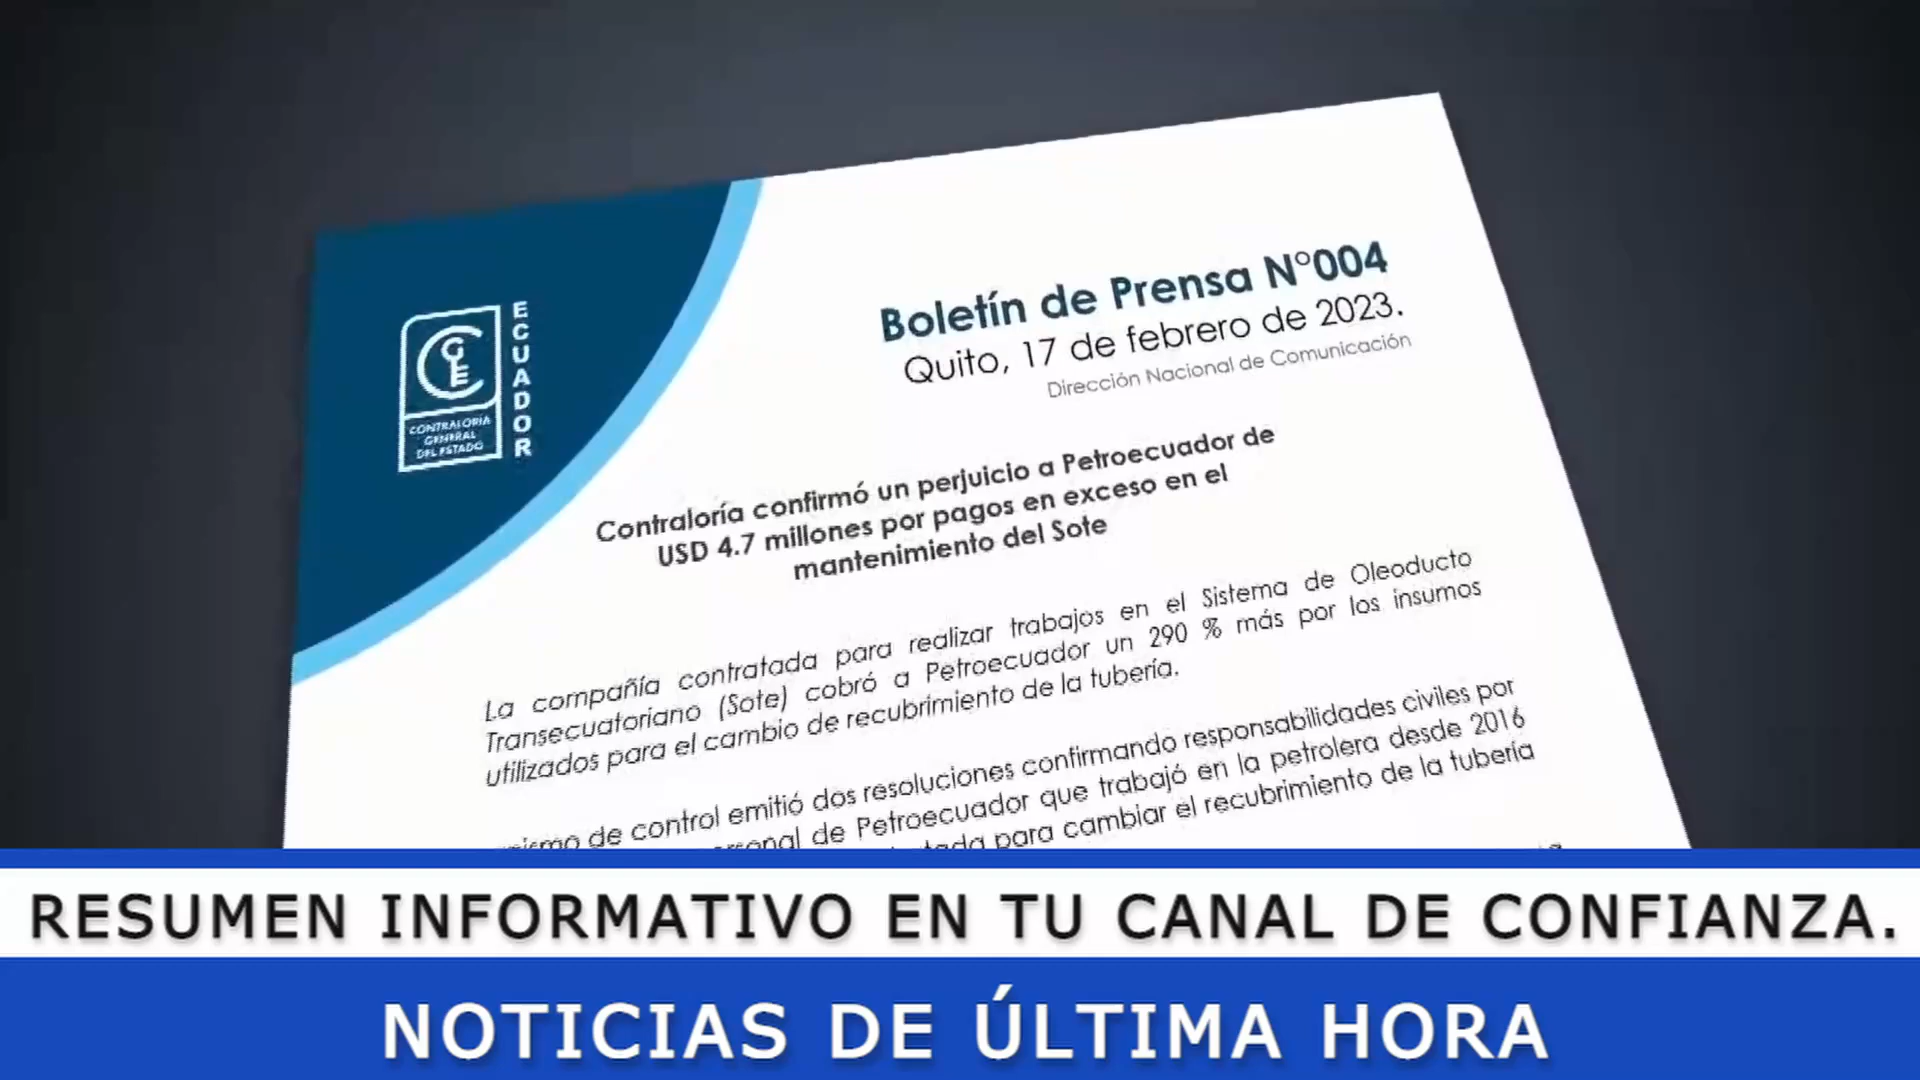 ECUADOR
CONTRALORÍA
GENERAL
DEL ESTADO
Boletín de Prensa N°004
Quito, 17 de febrero de 2023.
Dirección Nacional de Comunicación
Contraloría confirmó un perjuicio a Petroecuador de
USD 4.7 millones por pagos en exceso en el
mantenimiento del Sote
La compañía contratada para realizar trabajos en el Sistema de Oleoducto
Transecuatoriano (Sote) cobró a Petroecuador un 290 % más por los insumos
utilizados para el cambio de recubrimiento de la tubería.
de control emitió dos resoluciones confirmando responsabilidades civiles por
de Petroecuador que trabajó en la petrolera desde 2016
para cambiar el recubrimiento de la tubería
RESUMEN INFORMATIVO EN TU CANAL DE CONFIANZA.
NOTICIAS DE ÚLTIMA HORA